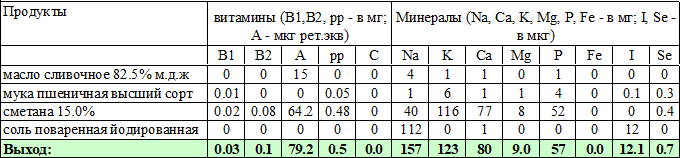 Продукты
витамины (B1,B2, pp - в мг;
А - мкг рет.экв)
Минералы (Na, Ca, K, Mg, P, Fe - в мг; I, Se -
в мкг)
B1 B2 A pp C Na K Ca Mg P Fe I Se
масло сливочное 82.5% м.д.ж 0 0 15 0 0 4 1 1 0 1 0 0 0
мука пшеничная высший сорт 0.01 0 0 0.05 0 1 6 1 1 4 0 0.1 0.3
сметана 15.0% 0.02 0.08 64.2 0.48 0 40 116 77 8 52 0 0 0.4
соль поваренная йодированная 0 0 0 0 0 112 0 1 0 0 0 12 0
Выход: 0.03 0.1 79.2 0.5 0.0 157 123 80 9.0 57 0.0 12.1 0.7